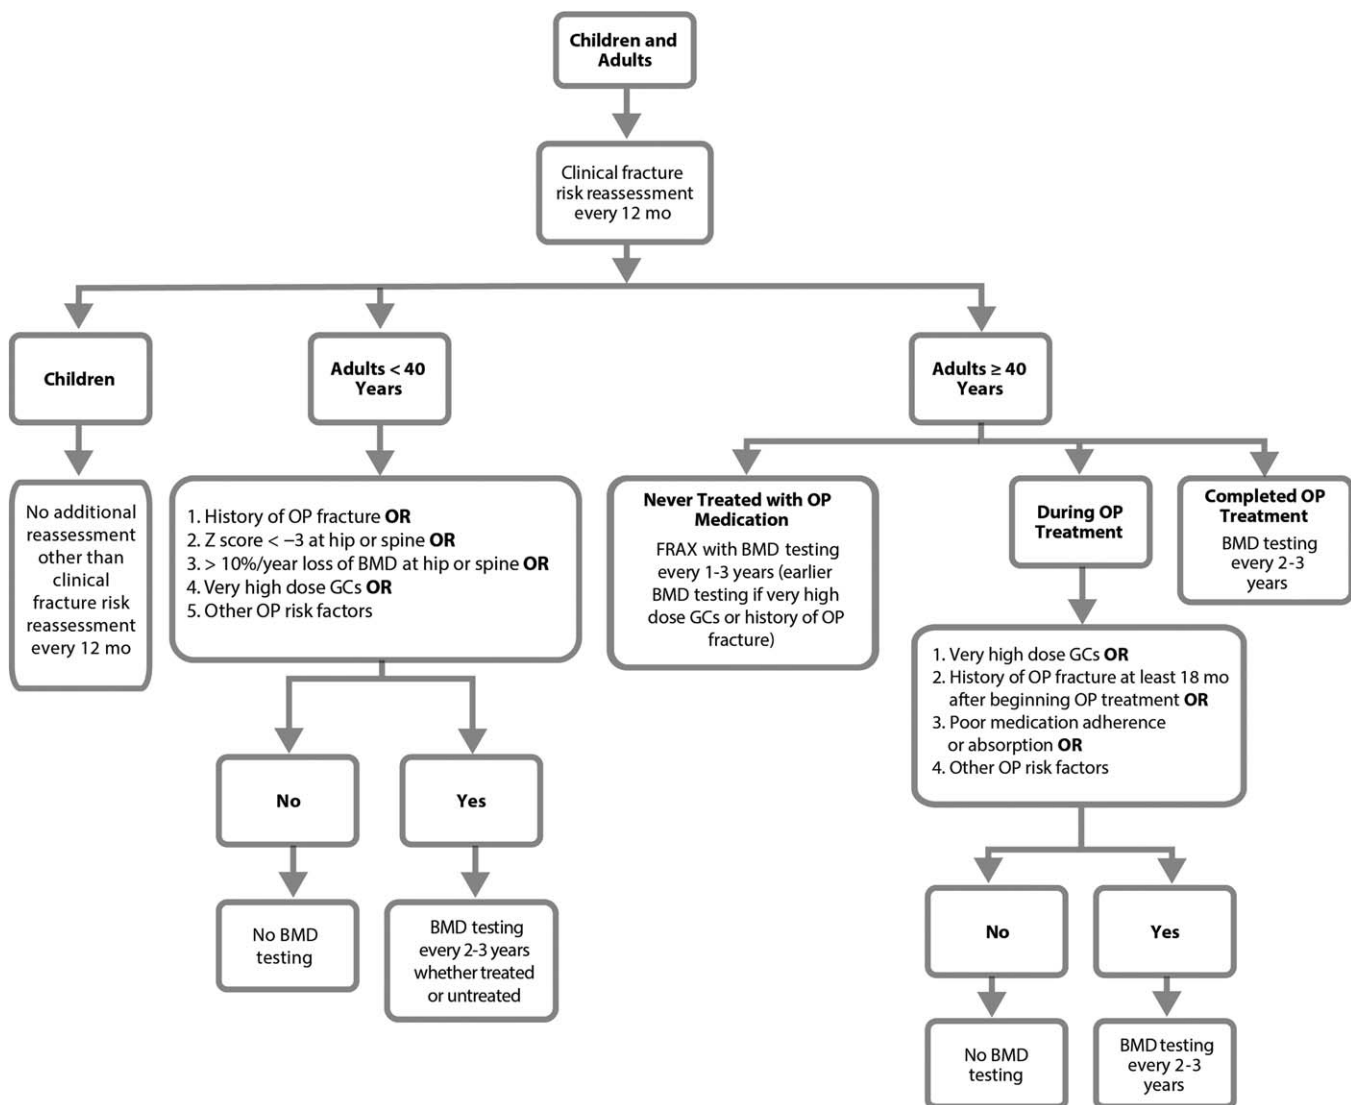 Children and
Adults
Clinical fracture
risk reassessment
every 12 mo
Children
Adults < 40
Years
Adults ≥ 40
Years
No additional
reassessment
other than
clinical
fracture risk
reassessment
every 12 mo
1. History of OP fracture OR
2. Z score < −3 at hip or spine OR
3. > 10%/year loss of BMD at hip or spine OR
4. Very high dose GCs OR
5. Other OP risk factors
No
Yes
No BMD
testing
BMD testing
every 2-3 years
whether treated
or untreated
Never Treated with OP
Medication
FRAX with BMD testing
every 1-3 years (earlier
BMD testing if very high
dose GCs or history of OP
fracture)
During OP
Treatment
Completed OP
Treatment
BMD testing
every 2-3
years
1. Very high dose GCs OR
2. History of OP fracture at least 18 mo
after beginning OP treatment OR
3. Poor medication adherence
or absorption OR
4. Other OP risk factors
No
Yes
No BMD
testing
BMD testing
every 2-3
years